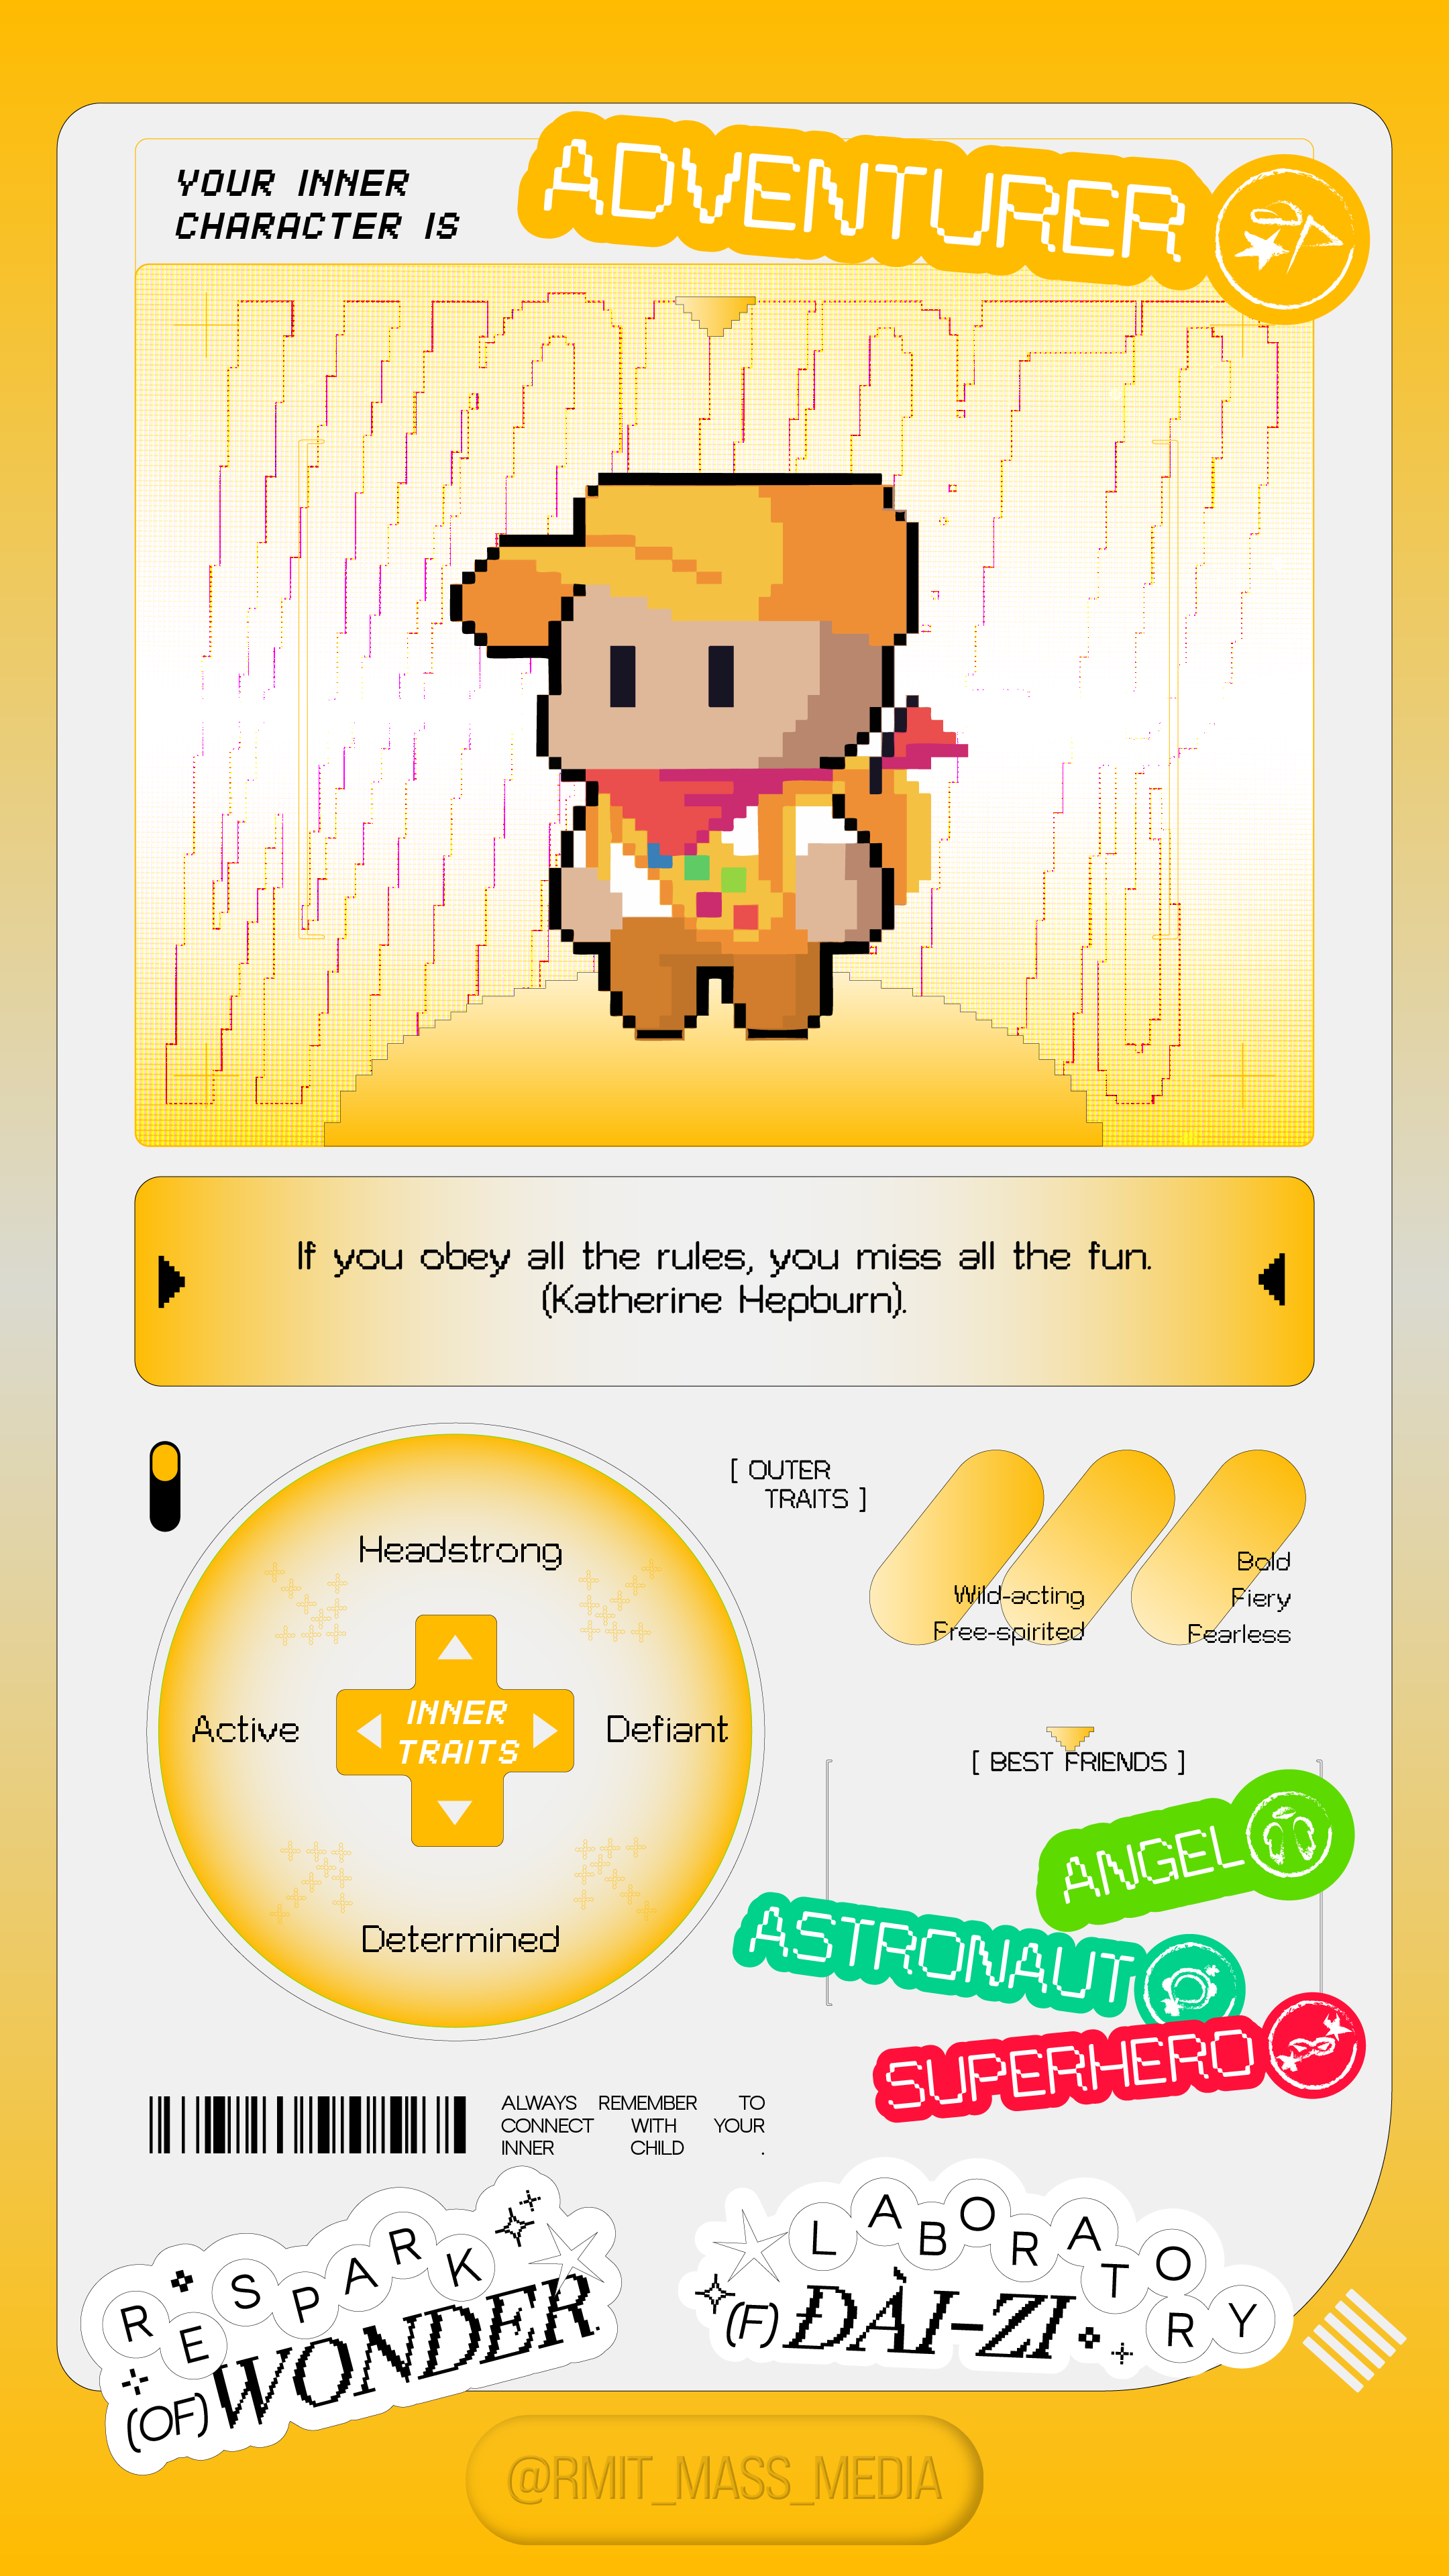 YOUR INNER
CHARACTER IS
ADVENTURER
If you obey all the rules, you miss all the fun.
(Katherine Hepburn).
[ OUTER
TRAITS ]
Wild-acting
Free-spirited
Bold
Fiery
Fearless
Headstrong
Active
INNER
TRAITS
Defiant
Determined
[ BEST FRIENDS ]
ANGEL
ASTRONAUT
SUPERHERO
ALWAYS REMEMBER TO
CONNECT WITH YOUR
INNER CHILD .
RE SPARK
(OF) WONDER.
LABORATORY
(F) ĐÀI-ZI
@RMIT_MASS_MEDIA